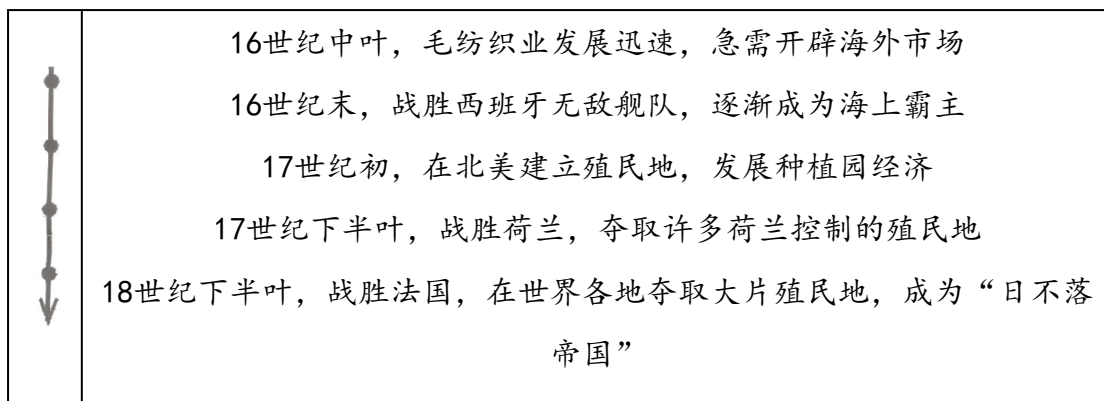 16世纪中叶，毛纺织业发展迅速，急需开辟海外市场
16世纪末，战胜西班牙无敌舰队，逐渐成为海上霸主
17世纪初，在北美建立殖民地，发展种植园经济
17世纪下半叶，战胜荷兰，夺取许多荷兰控制的殖民地
18世纪下半叶，战胜法国，在世界各地夺取大片殖民地，成为“日不落
帝国”